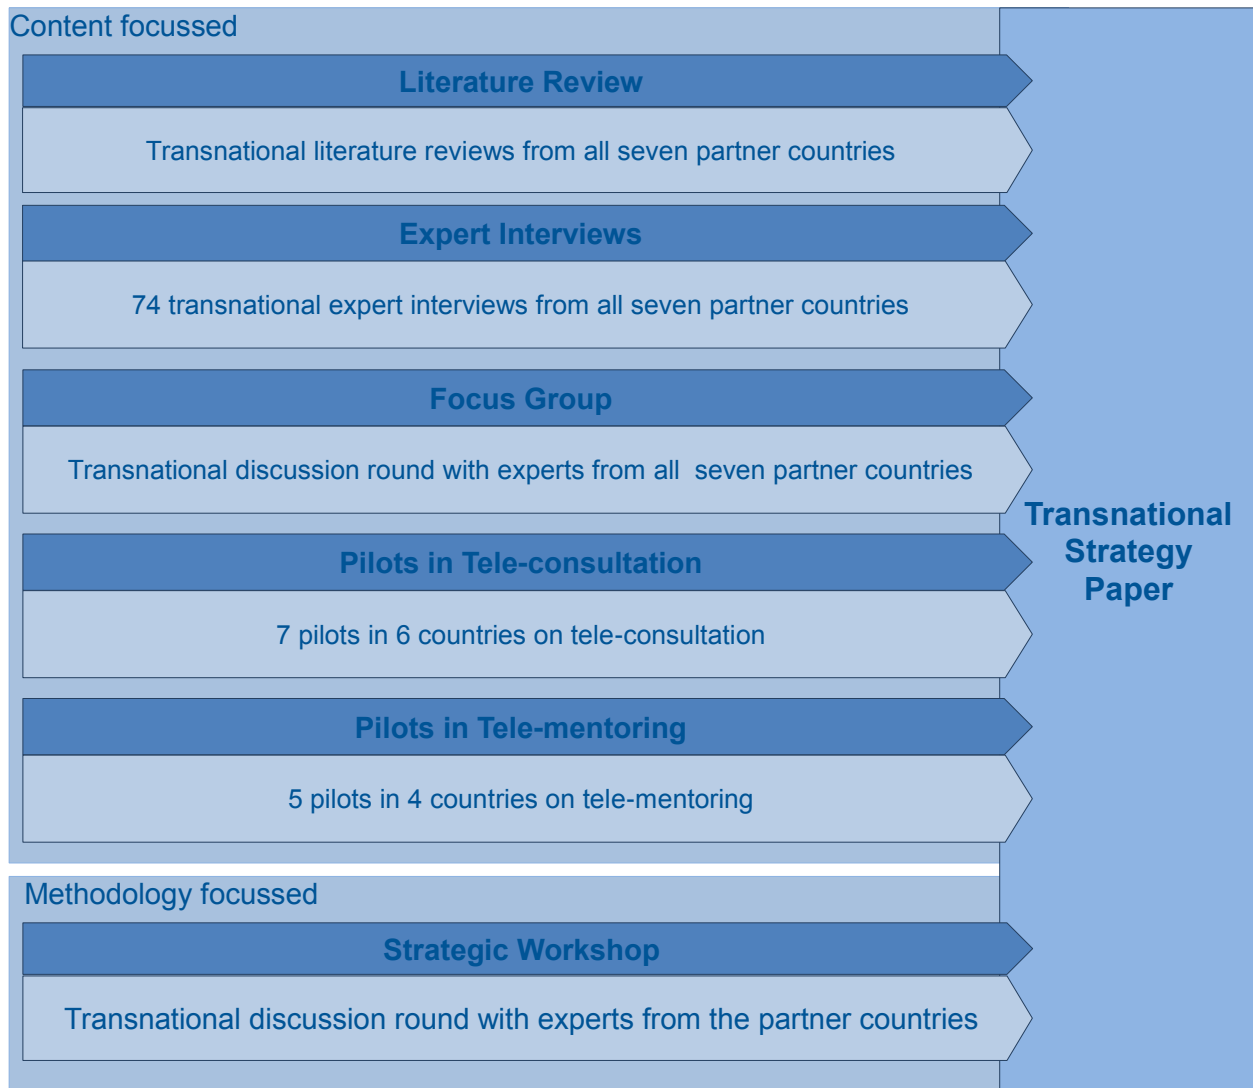 Content focussed
Literature Review
Transnational literature reviews from all seven partner countries
Expert Interviews
74 transnational expert interviews from all seven partner countries
Focus Group
Transnational discussion round with experts from all  seven partner countries
Pilots in Tele-consultation
7 pilots in 6 countries on tele-consultation
Pilots in Tele-mentoring
5 pilots in 4 countries on tele-mentoring
Methodology focussed
Strategic Workshop
Transnational discussion round with experts from the partner countries
Transnational
Strategy
Paper